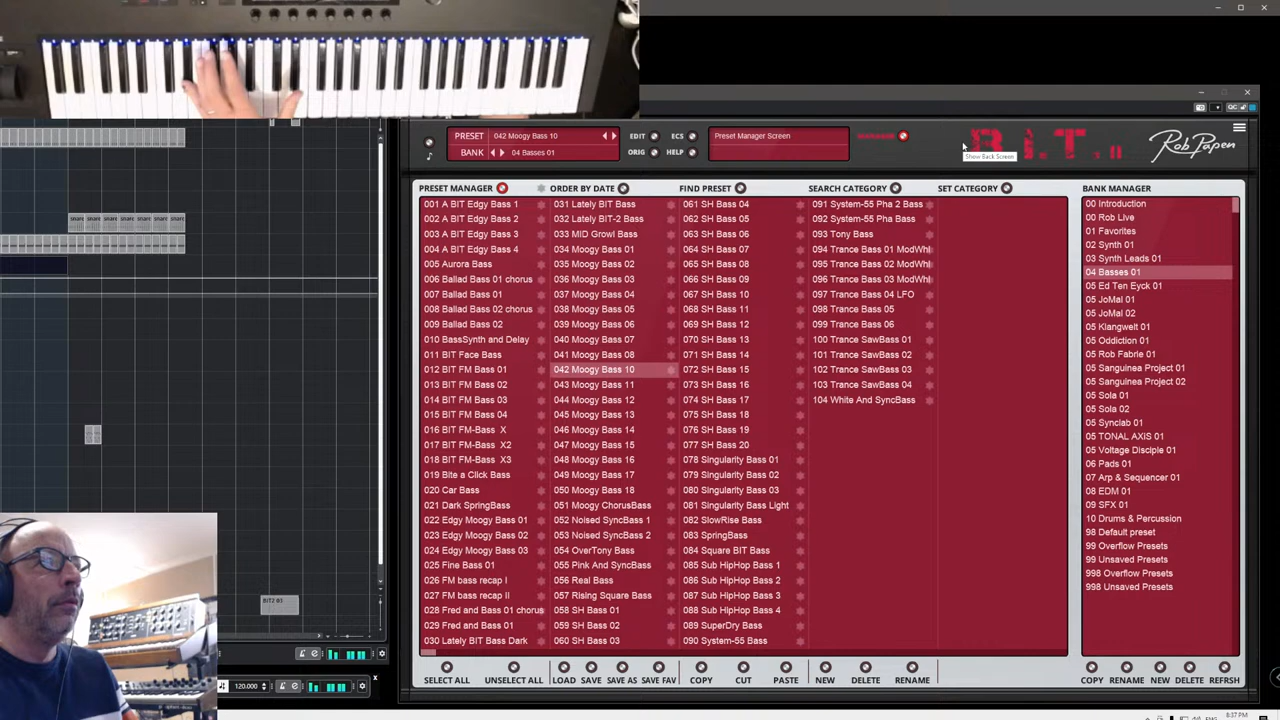 PRESET 042 Moogy Bass 10 EDIT ECS Preset Manager Screen MANAGER B.I.T. II Rob Papen
BANK 04 Basses 01 ORIG HELP Show Back Screen
QC
PRESET MANAGER ORDER BY DATE FIND PRESET SEARCH CATEGORY SET CATEGORY BANK MANAGER
001 A BIT Edgy Bass 1
002 A BIT Edgy Bass 2
003 A BIT Edgy Bass 3
004 A BIT Edgy Bass 4
005 Aurora Bass
006 Ballad Bass 01 chorus
007 Ballad Bass 01
008 Ballad Bass 02 chorus
009 Ballad Bass 02
010 BassSynth and Delay
011 BIT Face Bass
012 BIT FM Bass 01
013 BIT FM Bass 02
014 BIT FM Bass 03
015 BIT FM Bass 04
016 BIT FM-Bass X
017 BIT FM-Bass X2
018 BIT FM-Bass X3
019 Bite a Click Bass
020 Car Bass
021 Dark SpringBass
022 Edgy Moogy Bass 01
023 Edgy Moogy Bass 02
024 Edgy Moogy Bass 03
025 Fine Bass 01
026 FM bass recap I
027 FM bass recap II
028 Fred and Bass 01 chorus
029 Fred and Bass 01
030 Lately BIT Bass Dark
031 Lately BIT Bass
032 Lately BIT-2 Bass
033 MID Growl Bass
034 Moogy Bass 01
035 Moogy Bass 02
036 Moogy Bass 03
037 Moogy Bass 04
038 Moogy Bass 05
039 Moogy Bass 06
040 Moogy Bass 07
041 Moogy Bass 08
042 Moogy Bass 10
043 Moogy Bass 11
044 Moogy Bass 12
045 Moogy Bass 13
046 Moogy Bass 14
047 Moogy Bass 15
048 Moogy Bass 16
049 Moogy Bass 17
050 Moogy Bass 18
051 Moogy ChorusBass
052 Noised SyncBass 1
053 Noised SyncBass 2
054 OverTony Bass
055 Pink And SyncBass
056 Real Bass
057 Rising Square Bass
058 SH Bass 01
059 SH Bass 02
060 SH Bass 03
061 SH Bass 04
062 SH Bass 05
063 SH Bass 06
064 SH Bass 07
065 SH Bass 08
066 SH Bass 09
067 SH Bass 10
068 SH Bass 11
069 SH Bass 12
070 SH Bass 13
071 SH Bass 14
072 SH Bass 15
073 SH Bass 16
074 SH Bass 17
075 SH Bass 18
076 SH Bass 19
077 SH Bass 20
078 Singularity Bass 01
079 Singularity Bass 02
080 Singularity Bass 03
081 Singularity Bass Light
082 SlowRise Bass
083 SpringBass
084 Square BIT Bass
085 Sub HipHop Bass 1
086 Sub HipHop Bass 2
087 Sub HipHop Bass 3
088 Sub HipHop Bass 4
089 SuperDry Bass
090 System-55 Bass
091 System-55 Pha 2 Bass
092 System-55 Pha Bass
093 Tony Bass
094 Trance Bass 01 ModWhl
095 Trance Bass 02 ModWhl
096 Trance Bass 03 ModWhl
097 Trance Bass 04 LFO
098 Trance Bass 05
099 Trance Bass 06
100 Trance SawBass 01
101 Trance SawBass 02
102 Trance SawBass 03
103 Trance SawBass 04
104 White And SyncBass
00 Introduction
00 Rob Live
01 Favorites
02 Synth 01
03 Synth Leads 01
04 Basses 01
05 Ed Ten Eyck 01
05 JoMal 01
05 JoMal 02
05 Klangwelt 01
05 Oddiction 01
05 Rob Fabrie 01
05 Sanguinea Project 01
05 Sanguinea Project 02
05 Sola 01
05 Sola 02
05 Synclab 01
05 TONAL AXIS 01
05 Voltage Disciple 01
06 Pads 01
07 Arp & Sequencer 01
08 EDM 01
09 SFX 01
10 Drums & Percussion
98 Default preset
99 Overflow Presets
99 Unsaved Presets
998 Overflow Presets
998 Unsaved Presets
SELECT ALL UNSELECT ALL LOAD SAVE SAVE AS SAVE FAV COPY CUT PASTE NEW DELETE RENAME COPY RENAME NEW DELETE REFRSH
BIT2 01
120.000
ENG 8:37 PM